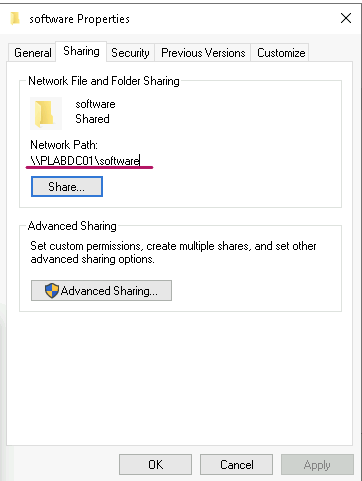 software Properties
General
Sharing
Security
Previous Versions
Customize
Network File and Folder Sharing
software
Shared
Network Path:
\\PLABDC01\software
Share...
Advanced Sharing
Set custom permissions, create multiple shares, and set other
advanced sharing options.
Advanced Sharing...
OK
Cancel
Apply